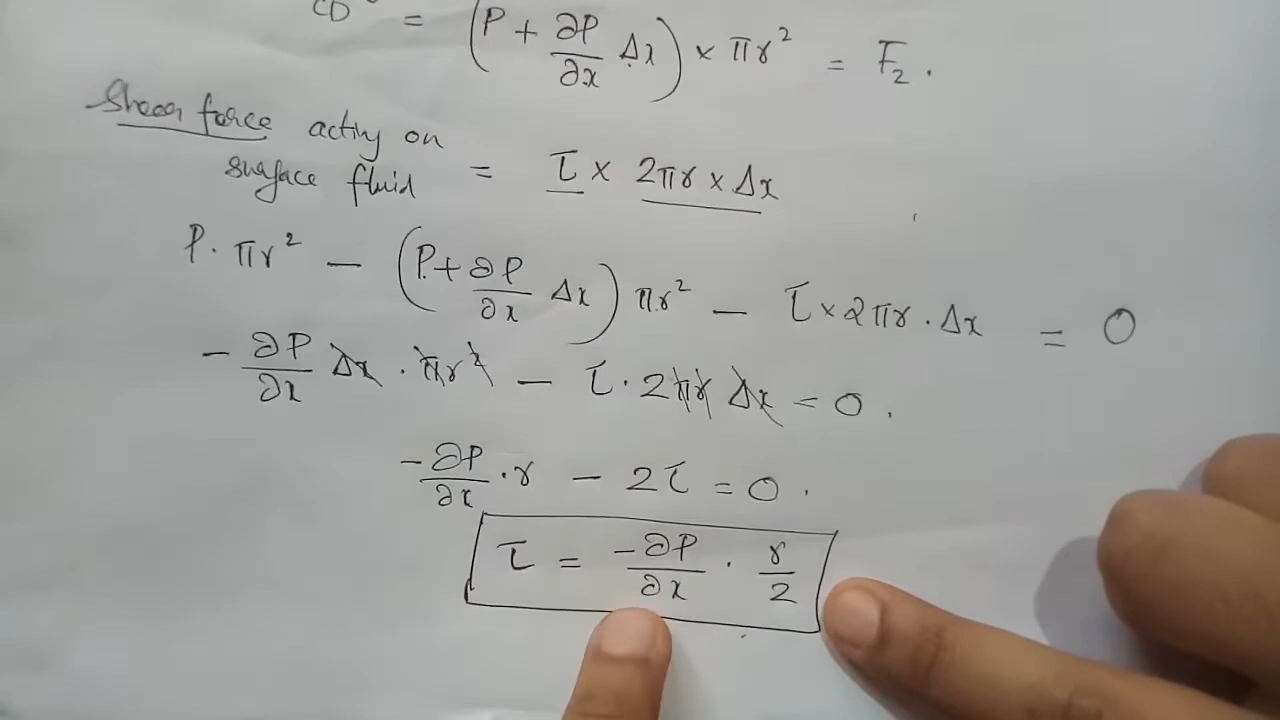 CD = (P + ∂P/∂x Δx) × πr² = F₂.
Shear force acting on
surface fluid = τ × 2πr × Δx
P. πr² − (P + ∂P/∂x Δx) πr² − τ × 2πr . Δx = 0
− ∂P/∂x Δx . πr² − τ . 2πr Δx = 0 .
−∂P/∂x . r − 2τ = 0 .
τ = −∂P/∂x . r/2